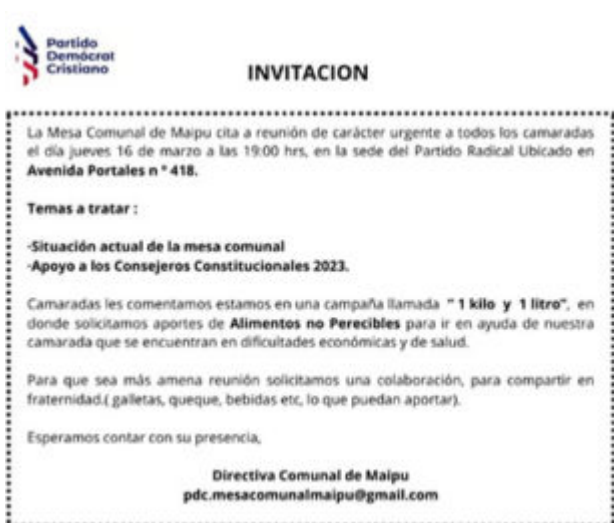 Partido
Demócrat
Cristiano
INVITACION
La Mesa Comunal de Maipu cita a reunión de carácter urgente a todos los camaradas
el día jueves 16 de marzo a las 19:00 hrs, en la sede del Partido Radical Ubicado en
Avenida Portales n ° 418.
Temas a tratar :
-Situación actual de la mesa comunal
-Apoyo a los Consejeros Constitucionales 2023.
Camaradas les comentamos estamos en una campaña llamada " 1 kilo y 1 litro", en
donde solicitamos aportes de Alimentos no Perecibles para ir en ayuda de nuestra
camarada que se encuentran en dificultades económicas y de salud.
Para que sea más amena reunión solicitamos una colaboración, para compartir en
fraternidad.( galletas, queque, bebidas etc, lo que puedan aportar).
Esperamos contar con su presencia,
Directiva Comunal de Maipu
pdc.mesacomunalmaipu@gmail.com